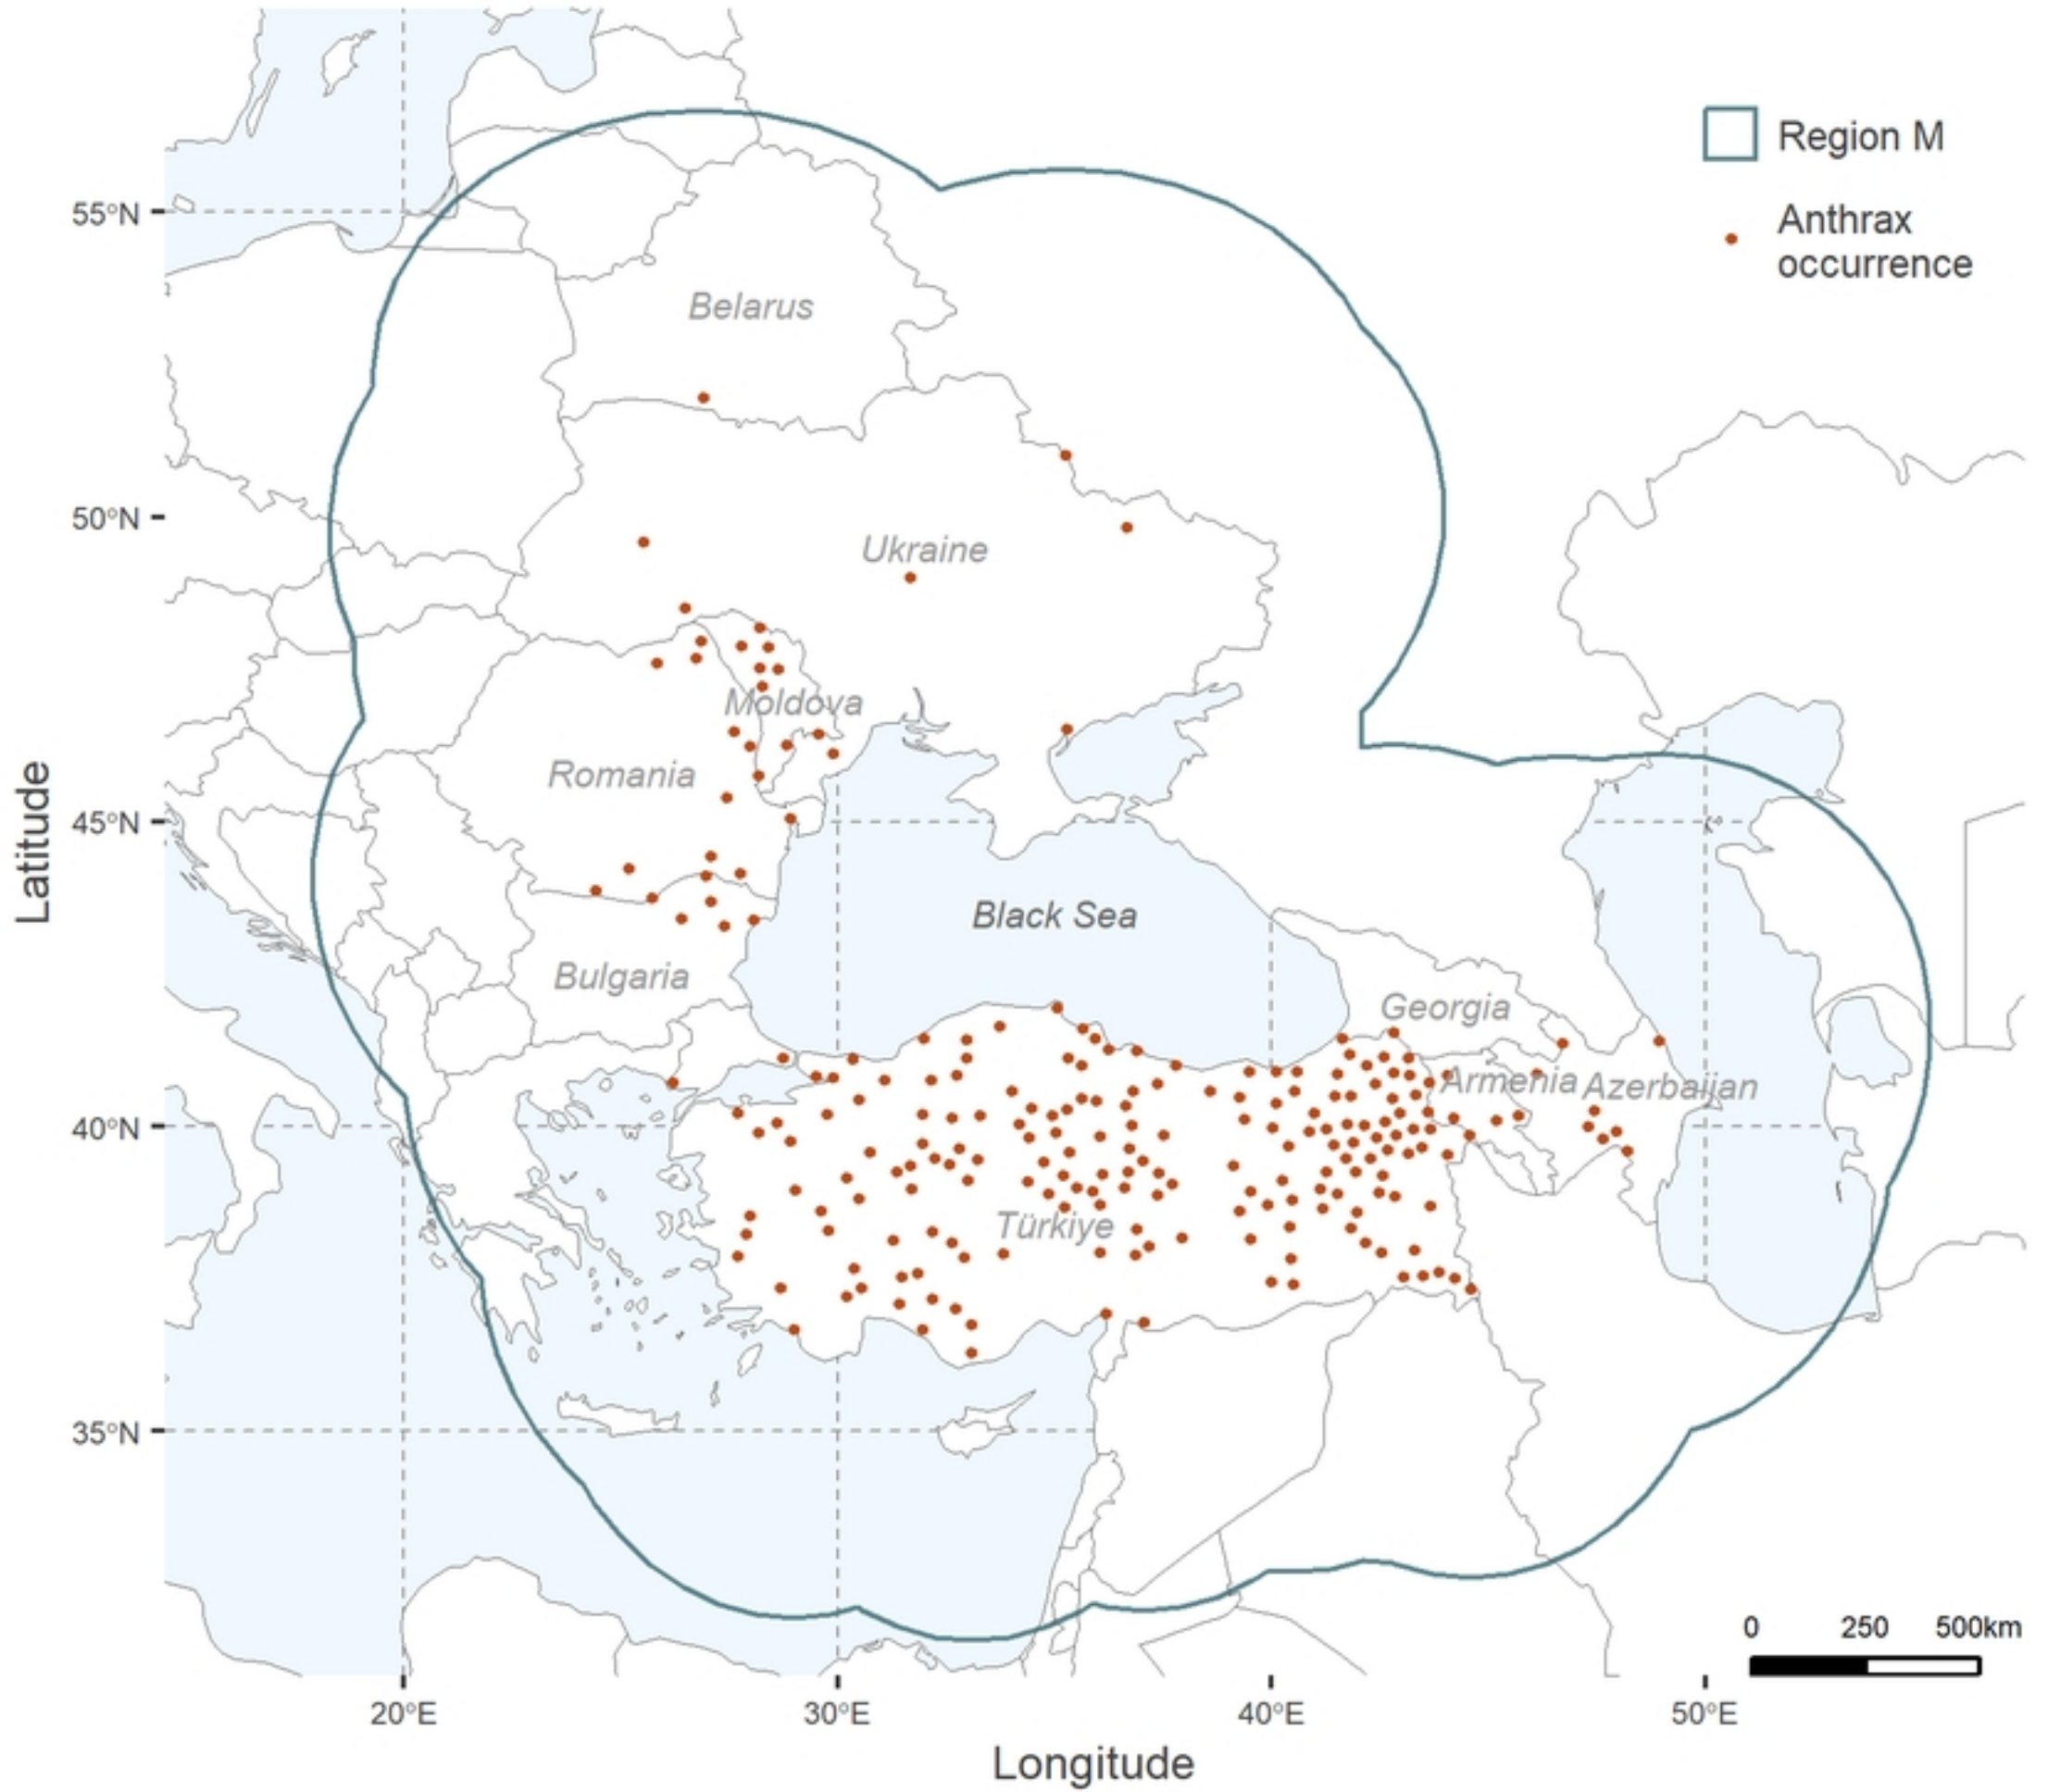 Region M
Anthrax
occurrence
55°N
Belarus
50°N
Ukraine
Moldova
Romania
45°N
Black Sea
Bulgaria
Georgia
Armenia
Azerbaijan
40°N
Türkiye
35°N
0 250 500km
20°E 30°E 40°E 50°E
Longitude
Latitude